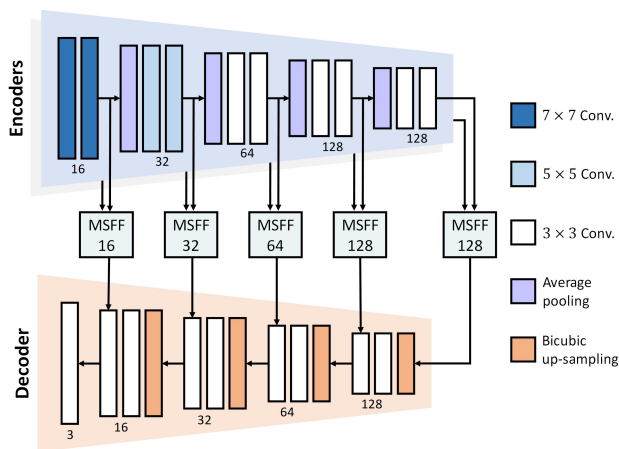 Encoders
16
32
64
128
128
MSFF
16
MSFF
32
MSFF
64
MSFF
128
MSFF
128
Decoder
3
16
32
64
128
7 × 7 Conv.
5 × 5 Conv.
3 × 3 Conv.
Average
pooling
Bicubic
up-sampling